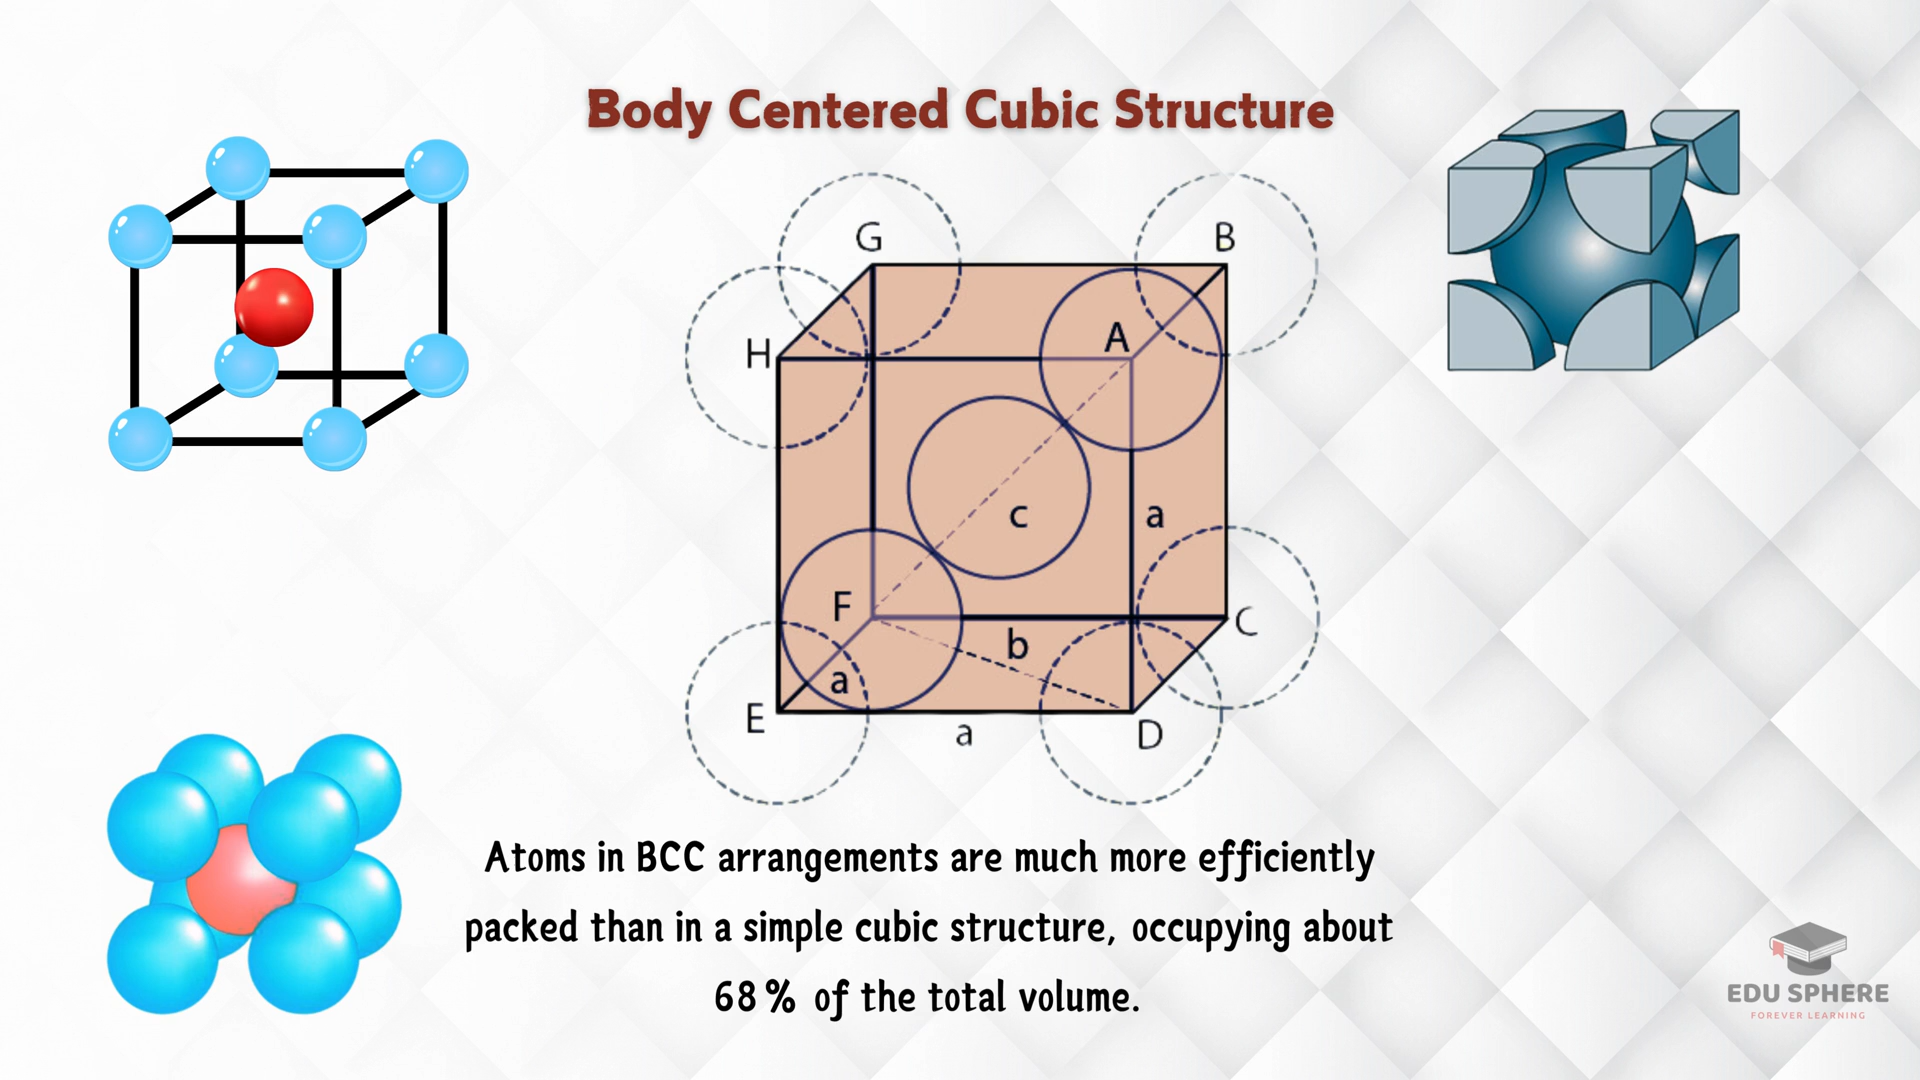 Body Centered Cubic Structure
G
B
H
A
c
a
F
b
C
a
E
a
D
Atoms in BCC arrangements are much more efficiently
packed than in a simple cubic structure, occupying about
68% of the total volume.
EDU SPHERE
FOREVER LEARNING